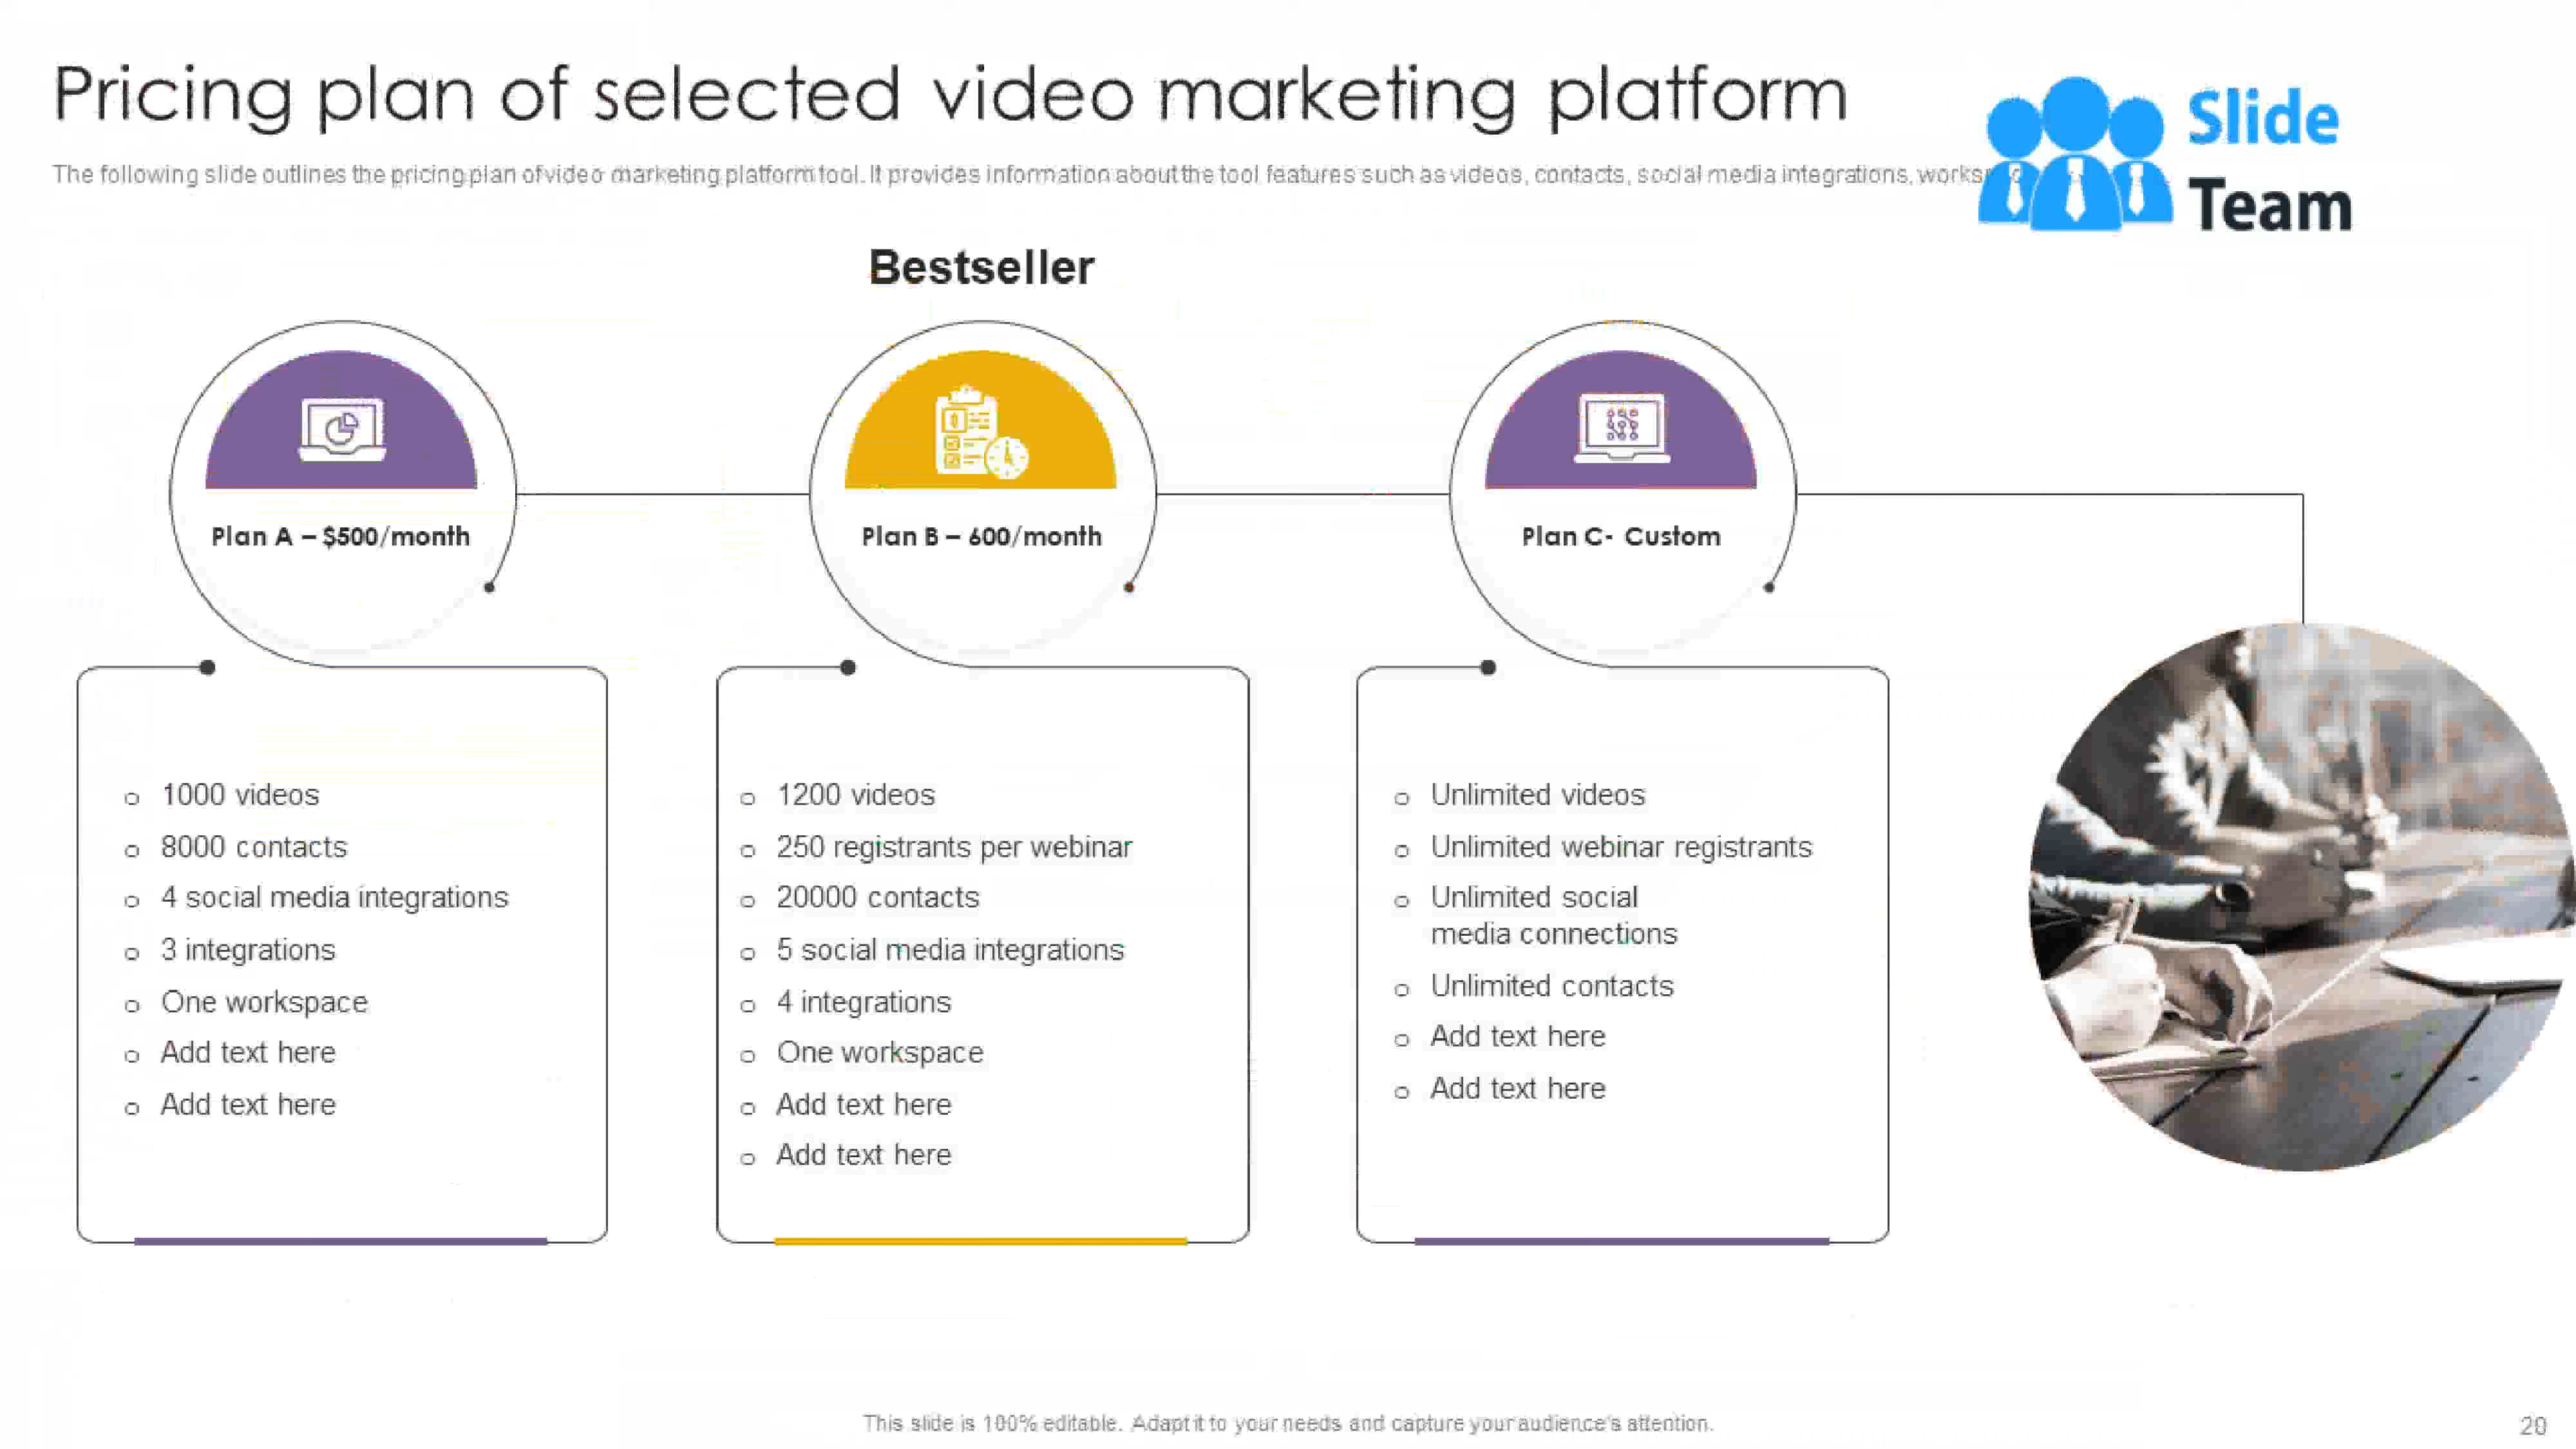 Pricing plan of selected video marketing platform
The following slide outlines the pricing plan of video marketing platform tool. It provides information about the tool features such as videos, contacts, social media integrations,
Slide
Team
Bestseller
Plan A – $500/month
Plan B – 600/month
Plan C- Custom
1000 videos
8000 contacts
4 social media integrations
3 integrations
One workspace
Add text here
Add text here
1200 videos
250 registrants per webinar
20000 contacts
5 social media integrations
4 integrations
One workspace
Add text here
Add text here
Unlimited videos
Unlimited webinar registrants
Unlimited social
media connections
Unlimited contacts
Add text here
Add text here
This slide is 100% editable. Adapt it to your needs and capture your audience's attention.
20